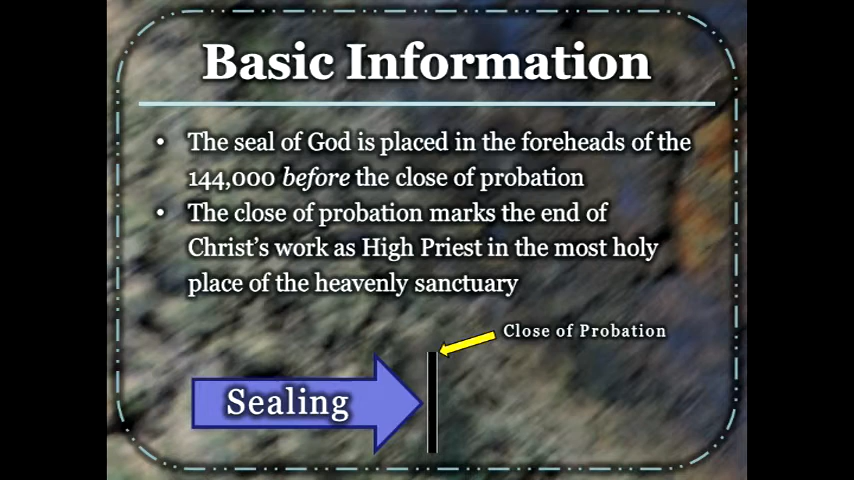 Basic Information
• The seal of God is placed in the foreheads of the
144,000 before the close of probation
• The close of probation marks the end of
Christ’s work as High Priest in the most holy
place of the heavenly sanctuary
Close of Probation
Sealing